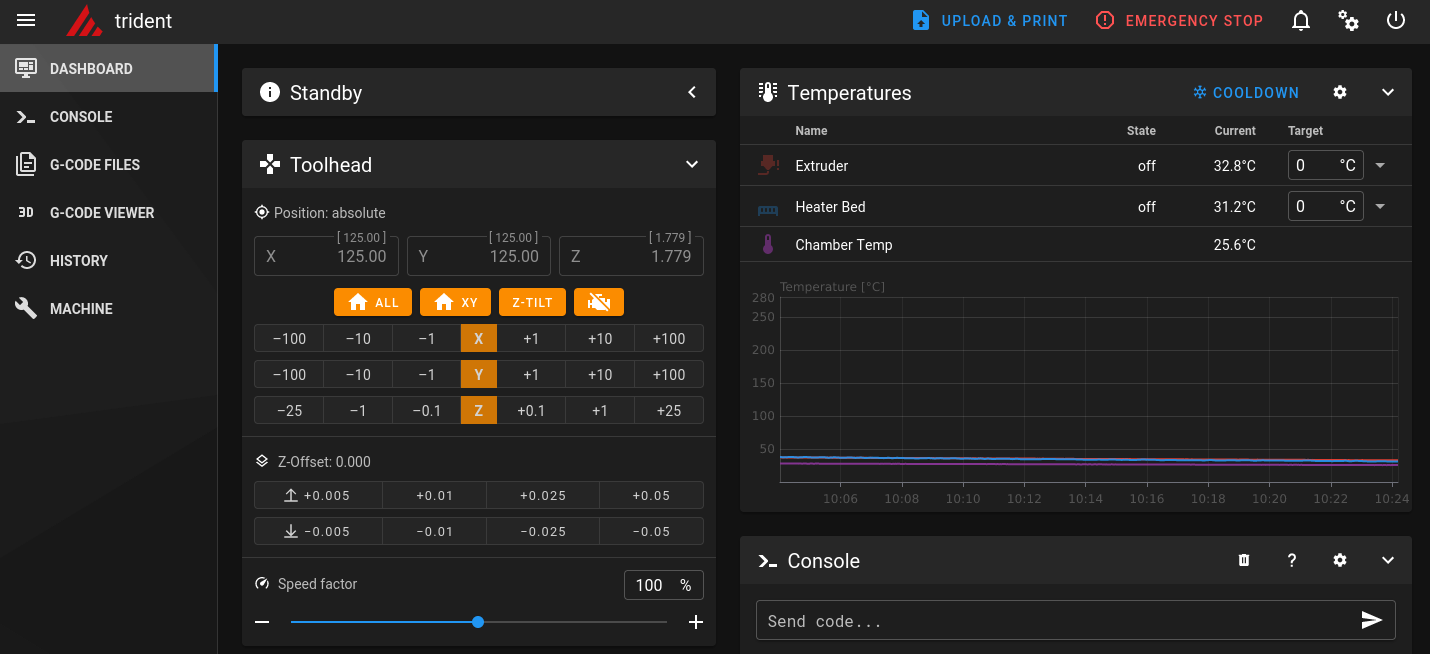 trident
UPLOAD & PRINT
EMERGENCY STOP
DASHBOARD
CONSOLE
G-CODE FILES
3D G-CODE VIEWER
HISTORY
MACHINE
Standby
Toolhead
Position: absolute
[ 125.00 ] [ 125.00 ] [ 1.779 ]
X 125.00 Y 125.00 Z 1.779
ALL XY Z-TILT
−100 −10 −1 X +1 +10 +100
−100 −10 −1 Y +1 +10 +100
−25 −1 −0.1 Z +0.1 +1 +25
Z-Offset: 0.000
+0.005 +0.01 +0.025 +0.05
−0.005 −0.01 −0.025 −0.05
Speed factor 100 %
Temperatures COOLDOWN
Name State Current Target
Extruder off 32.8°C 0 °C
Heater Bed off 31.2°C 0 °C
Chamber Temp 25.6°C
Temperature [°C]
280
250
200
150
100
50
10:06 10:08 10:10 10:12 10:14 10:16 10:18 10:20 10:22 10:24
Console ?
Send code...